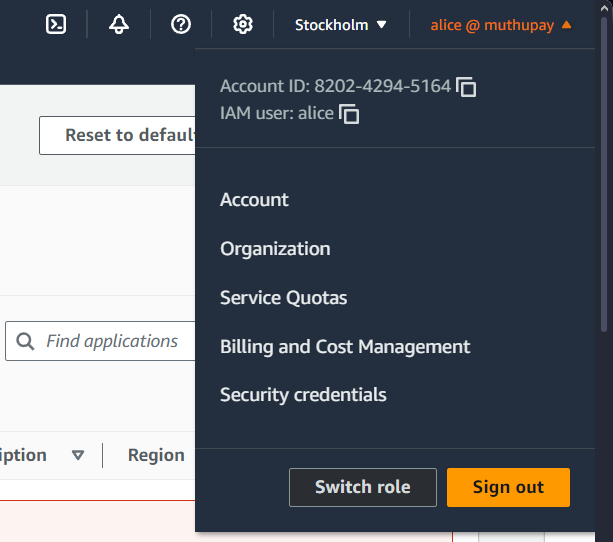 Stockholm ▼
alice @ muthupay ▲
Account ID: 8202-4294-5164
IAM user: alice
Reset to defaul
Account
Organization
Service Quotas
Find applications
Billing and Cost Management
Security credentials
iption ▼ Region
Switch role
Sign out